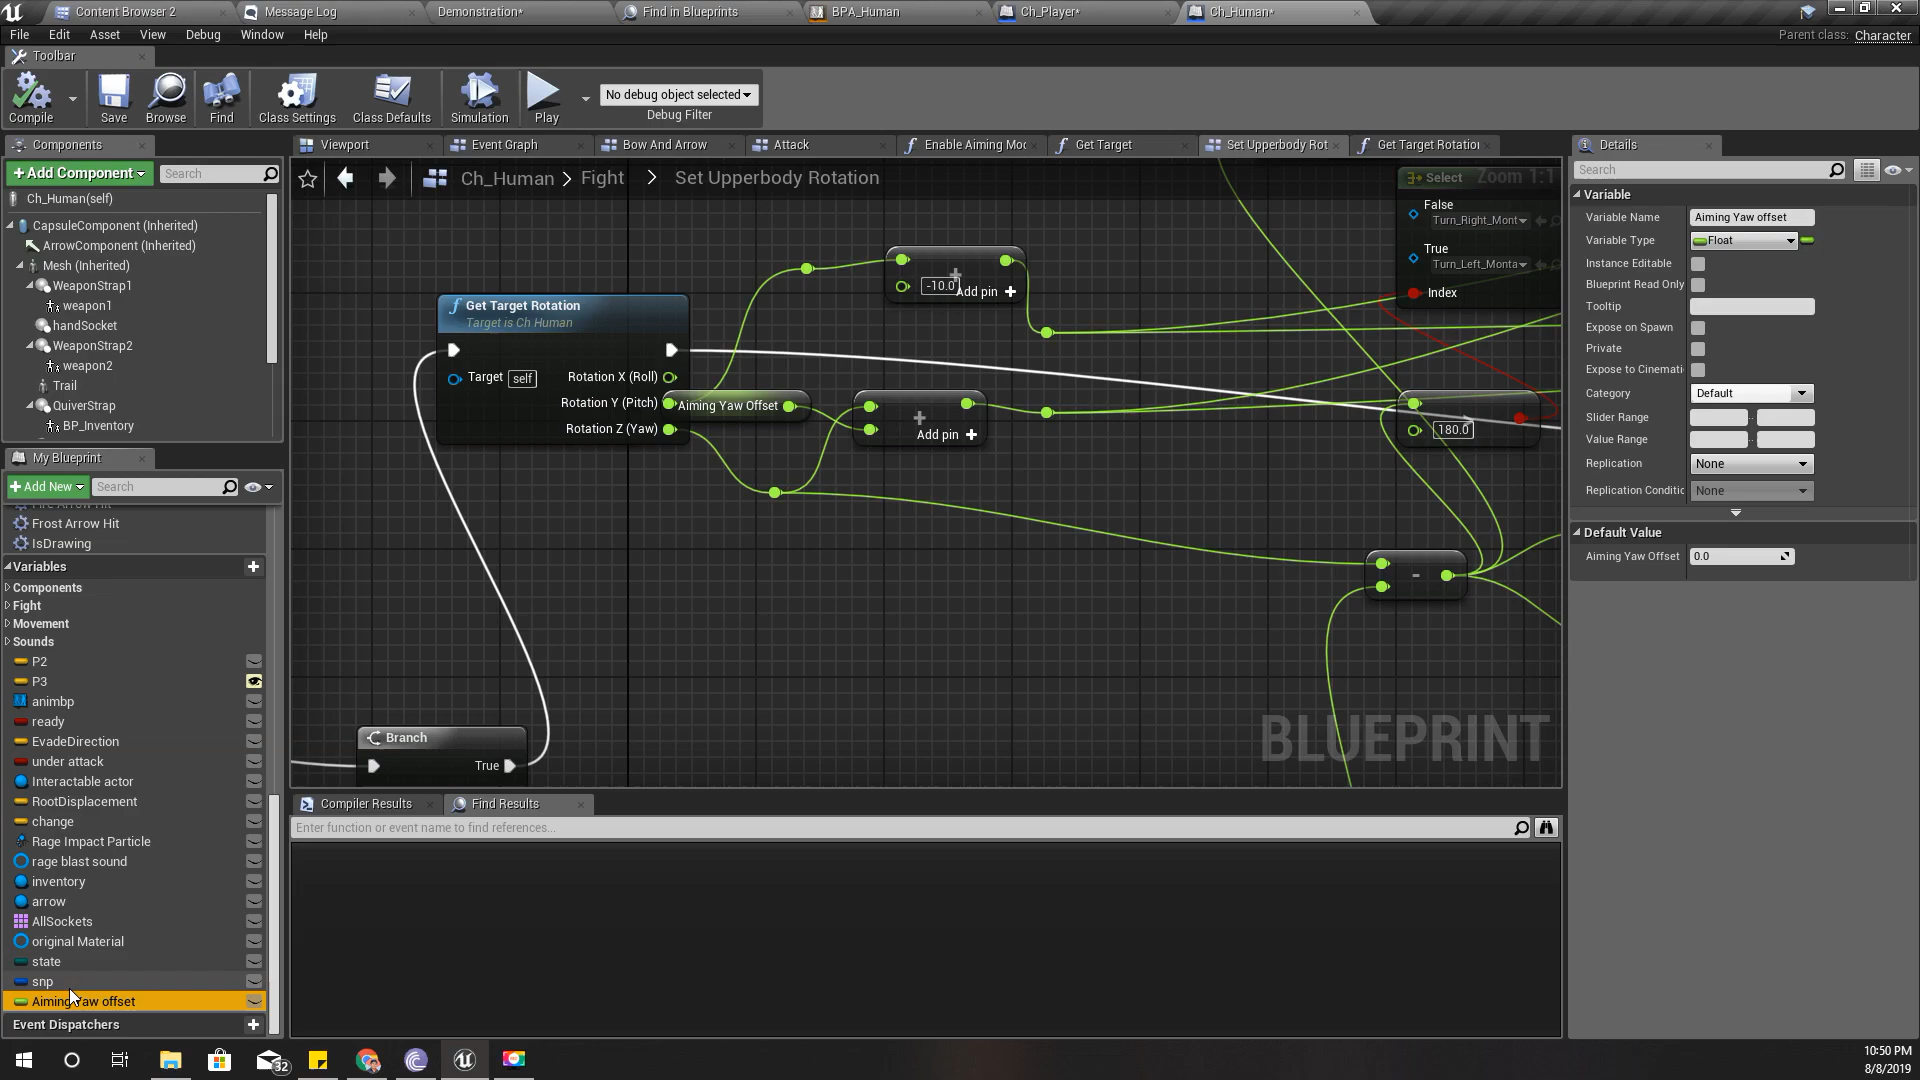 Content Browser 2
Message Log
Demonstration*
Find in Blueprints
BPA_Human
Ch_Player*
Ch_Human*
File Edit Asset View Debug Window Help
Parent class: Character
Toolbar
Compile
Save
Browse
Find
Class Settings
Class Defaults
Simulation
Play
No debug object selected
Debug Filter
Components
+Add Component
Search
Ch_Human(self)
CapsuleComponent (Inherited)
ArrowComponent (Inherited)
Mesh (Inherited)
WeaponStrap1
weapon1
handSocket
WeaponStrap2
weapon2
Trail
QuiverStrap
BP_Inventory
My Blueprint
+Add New
Search
Fire Arrow Hit
Frost Arrow Hit
IsDrawing
Variables
Components
Fight
Movement
Sounds
P2
P3
animbp
ready
EvadeDirection
under attack
Interactable actor
RootDisplacement
change
Rage Impact Particle
rage blast sound
inventory
arrow
AllSockets
original Material
state
snp
Aiming Yaw offset
Event Dispatchers
Viewport
Event Graph
Bow And Arrow
Attack
Enable Aiming Mo
Get Target
Set Upperbody Rot
Get Target Rotation
Ch_Human > Fight > Set Upperbody Rotation
Zoom 1:1
Get Target Rotation
Target is Ch Human
Target self
Rotation X (Roll)
Rotation Y (Pitch)
Rotation Z (Yaw)
Aiming Yaw Offset
-10.0
Add pin +
Add pin +
Select
False
Turn_Right_Mont
True
Turn_Left_Monta
Index
180.0
Branch
True
BLUEPRINT
Compiler Results
Find Results
Enter function or event name to find references...
Details
Search
Variable
Variable Name Aiming Yaw offset
Variable Type Float
Instance Editable
Blueprint Read Only
Tooltip
Expose on Spawn
Private
Expose to Cinemati
Category Default
Slider Range
Value Range
Replication None
Replication Conditic None
Default Value
Aiming Yaw Offset 0.0
32
10:50 PM
8/8/2019